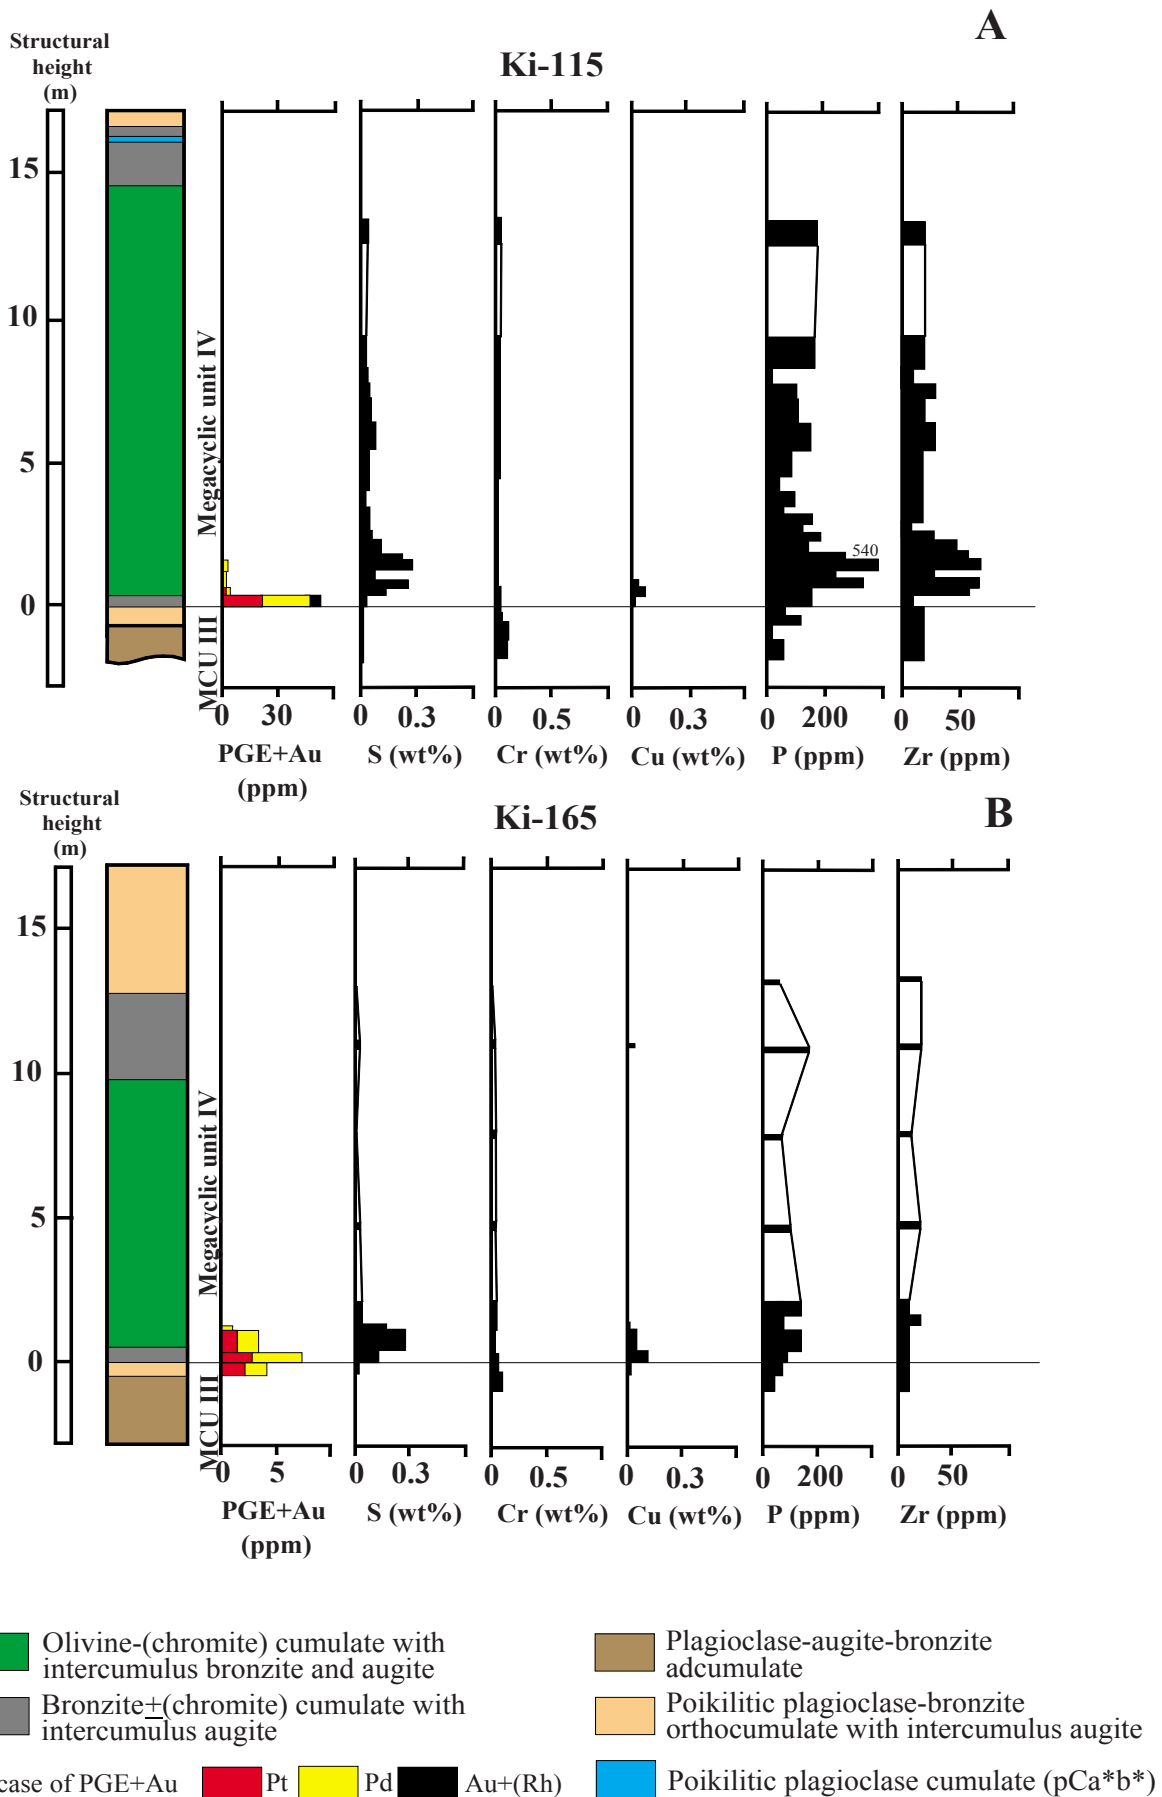 A
Structural
height
(m)
Ki-115
15
10
5
0
Megacyclic unit IV
MCU III
540
0 30
0 0.3
0 0.5
0 0.3
0 200
0 50
PGE+Au
(ppm)
S (wt%)
Cr (wt%)
Cu (wt%)
P (ppm)
Zr (ppm)
B
Structural
height
(m)
Ki-165
15
10
5
0
Megacyclic unit IV
MCU III
0 5
0 0.3
0 0.5
0 0.3
0 200
0 50
PGE+Au
(ppm)
S (wt%)
Cr (wt%)
Cu (wt%)
P (ppm)
Zr (ppm)
Olivine-(chromite) cumulate with
intercumulus bronzite and augite
Bronzite±(chromite) cumulate with
intercumulus augite
case of PGE+Au Pt Pd Au+(Rh)
Plagioclase-augite-bronzite
adcumulate
Poikilitic plagioclase-bronzite
orthocumulate with intercumulus augite
Poikilitic plagioclase cumulate (pCa*b*)